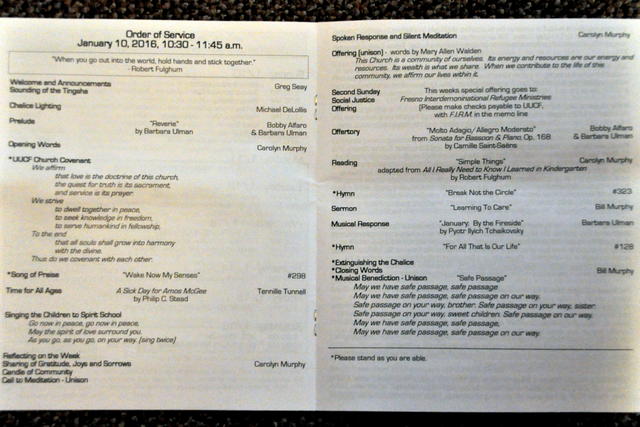 Order of Service
January 10, 2016, 10:30 - 11:45 a.m.
"When you go out into the world, hold hands and stick together."
- Robert Fulghum
Welcome and Announcements Greg Seay
Sounding of the Tingsha
Chalice Lighting Michael DeLollis
Prelude "Reverie" Bobby Alfaro
by Barbara Ulman & Barbara Ulman
Opening Words Carolyn Murphy
*UUCF Church Covenant
We affirm
that love is the doctrine of this church,
the quest for truth is its sacrament,
and service is its prayer.
We strive
to dwell together in peace,
to seek knowledge in freedom,
to serve humankind in fellowship,
To the end
that all souls shall grow into harmony
with the divine.
Thus do we covenant with each other.
*Song of Praise "Wake Now My Senses" #298
Time for All Ages A Sick Day for Amos McGee Tennille Tunnell
by Philip C. Stead
Singing the Children to Spirit School
Go now in peace, go now in peace,
May the spirit of love surround you.
As you go, as you go, on your way. (sing twice)
Reflecting on the Week
Sharing of Gratitude, Joys and Sorrows Carolyn Murphy
Candle of Community
Call to Meditation - Unison
Spoken Response and Silent Meditation Carolyn Murphy
Offering (unison) - words by Mary Allen Walden
This Church is a community of ourselves. Its energy and resources are our energy and
resources. Its wealth is what we share. When we contribute to the life of this
community, we affirm our lives within it.
Second Sunday This weeks special offering goes to:
Social Justice Fresno Interdemoninational Refugee Ministries
Offering (Please make checks payable to UUCF,
with F.I.R.M. in the memo line
Offertory "Molto Adagio/Allegro Moderato" Bobby Alfaro
from Sonata for Bassoon & Piano, Op. 168 & Barbara Ulman
by Camille Saint-Saëns
Reading "Simple Things" Carolyn Murphy
adapted from All I Really Need to Know I Learned in Kindergarten
by Robert Fulghum
*Hymn "Break Not the Circle" #323
Sermon "Learning To Care" Bill Murphy
Musical Response "January: By the Fireside" Barbara Ulman
by Pyotr Ilyich Tchaikovsky
*Hymn "For All That Is Our Life" #128
*Extinguishing the Chalice
*Closing Words Bill Murphy
*Musical Benediction - Unison "Safe Passage"
May we have safe passage, safe passage
May we have safe passage, safe passage on our way.
Safe passage on our way, brother. Safe passage on our way, sister.
Safe passage on our way, sweet children. Safe passage on our way.
May we have safe passage, safe passage,
May we have safe passage, safe passage on our way.
*Please stand as you are able.